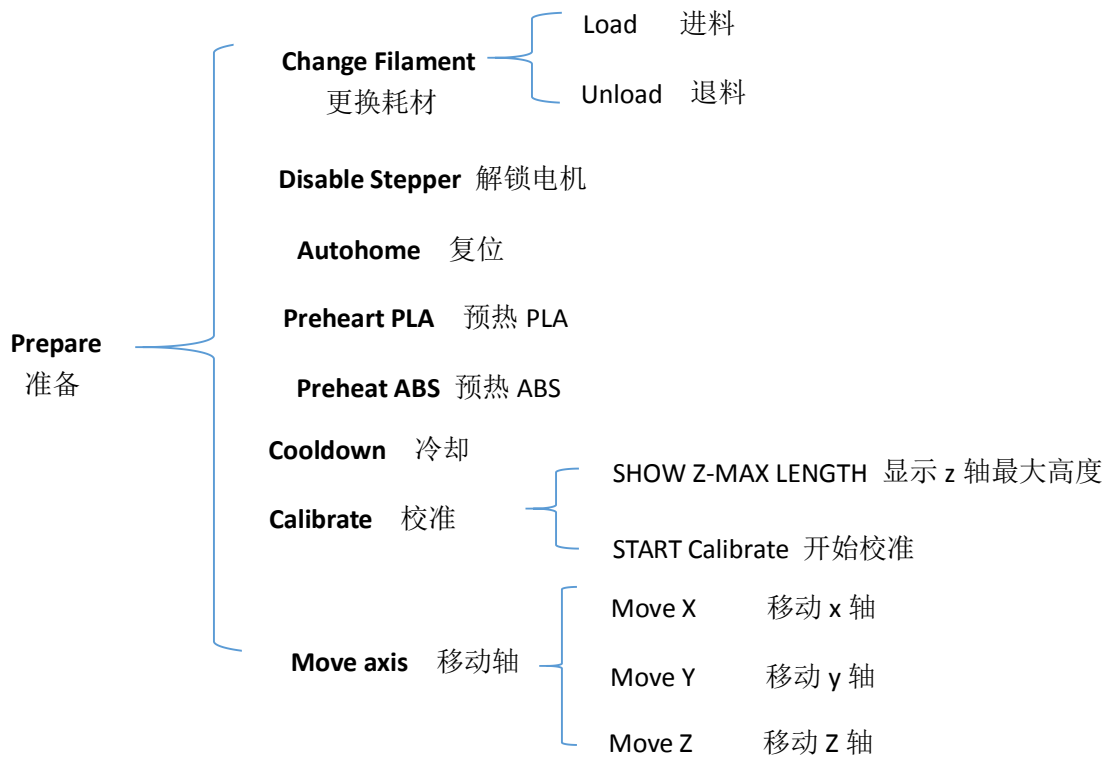 Load 进料
Change Filament
更换耗材
Unload 退料
Disable Stepper 解锁电机
Autohome 复位
Preheart PLA 预热 PLA
Prepare
准备
Preheat ABS 预热 ABS
Cooldown 冷却
SHOW Z-MAX LENGTH 显示 z 轴最大高度
Calibrate 校准
START Calibrate 开始校准
Move X 移动 x 轴
Move axis 移动轴
Move Y 移动 y 轴
Move Z 移动 Z 轴